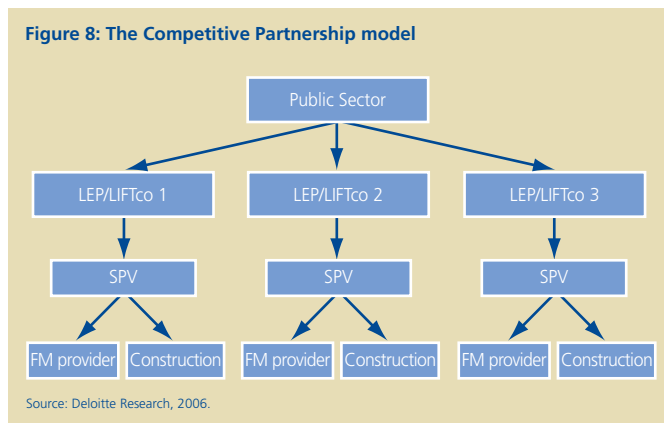 Figure 8: The Competitive Partnership model
Public Sector
LEP/LIFTco 1
LEP/LIFTco 2
LEP/LIFTco 3
SPV
SPV
SPV
FM provider
Construction
FM provider
Construction
FM provider
Construction
Source: Deloitte Research, 2006.